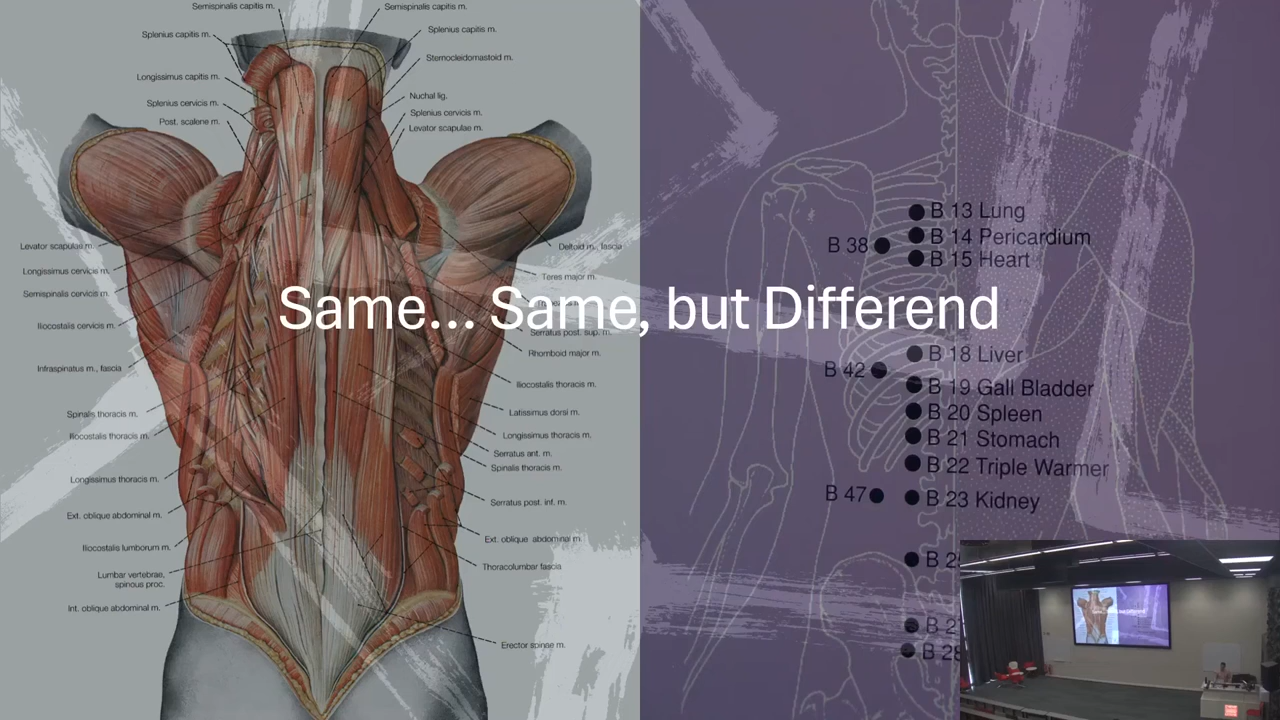 Semispinalis capitis m.
Semispinalis capitis m.
Splenius capitis m.
Splenius capitis m.
Longissimus capitis m.
Sternocleidomastoid m.
Splenius cervicis m.
Nuchal lig.
Post. scalene m.
Splenius cervicis m.
Levator scapulae m.
Levator scapulae m.
Deltoid m., fascia
Longissimus cervicis m.
Teres major m.
Semispinalis cervicis m.
Iliocostalis cervicis m.
Serratus post. sup. m.
Rhomboid major m.
Infraspinatus m., fascia
Iliocostalis thoracis m.
Spinalis thoracis m.
Latissimus dorsi m.
Iliocostalis thoracis m.
Longissimus thoracis m.
Serratus ant. m.
Spinalis thoracis m.
Longissimus thoracis m.
Serratus post. inf. m.
Ext. oblique abdominal m.
Ext. oblique abdominal m.
Iliocostalis lumborum m.
Thoracolumbar fascia
Lumbar vertebrae,
spinous proc.
Int. oblique abdominal m.
Erector spinae m.
Same... Same, but Differend
B 13 Lung
B 14 Pericardium
B 38
B 15 Heart
B 18 Liver
B 42
B 19 Gall Bladder
B 20 Spleen
B 21 Stomach
B 22 Triple Warmer
B 47
B 23 Kidney